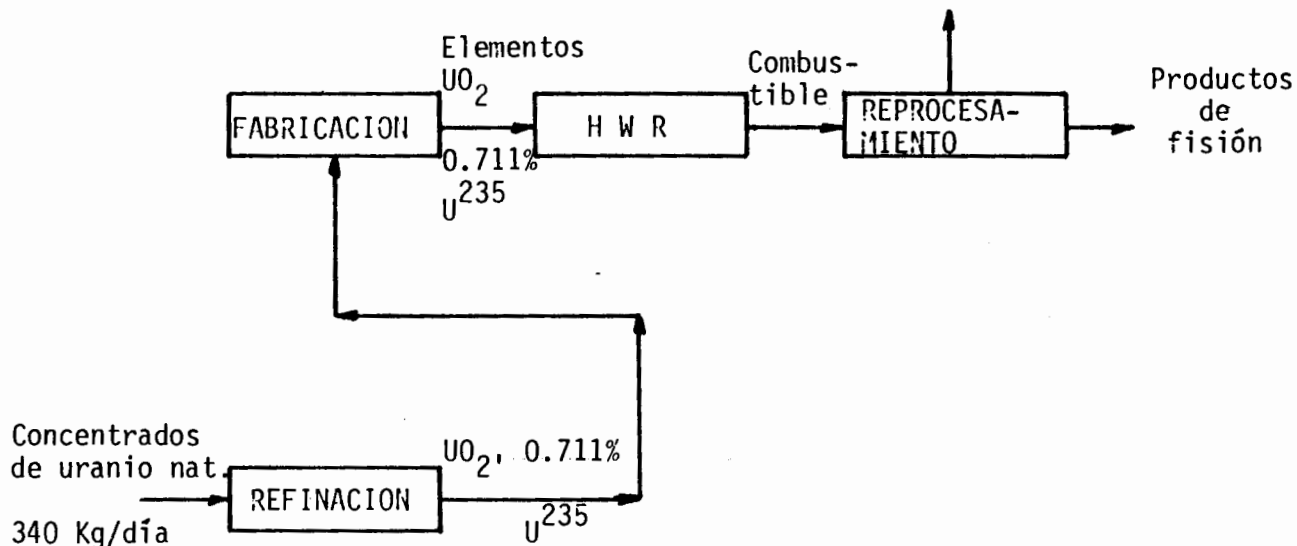 Elementos
UO2
FABRICACION
0.711%
U235
H W R
Combus-
tible
REPROCESA-
MIENTO
Productos
de
fisión
Concentrados
de uranio nat.
340 Kg/día
REFINACION
UO2, 0.711%
U235